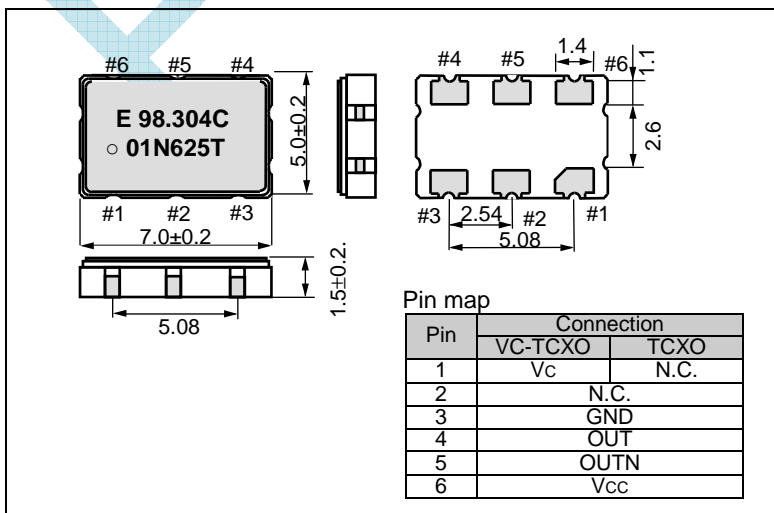 #6 #5 #4
E 98.304C
○ 01N625T
5.0±0.2
#1 #2 #3
7.0±0.2
1.5±0.2.
5.08
#4 #5 1.4 #6 1.1
2.6
#3 2.54 #2 #1
5.08
Pin map
Pin Connection
VC-TCXO TCXO
1 Vc N.C.
2 N.C.
3 GND
4 OUT
5 OUTN
6 Vcc